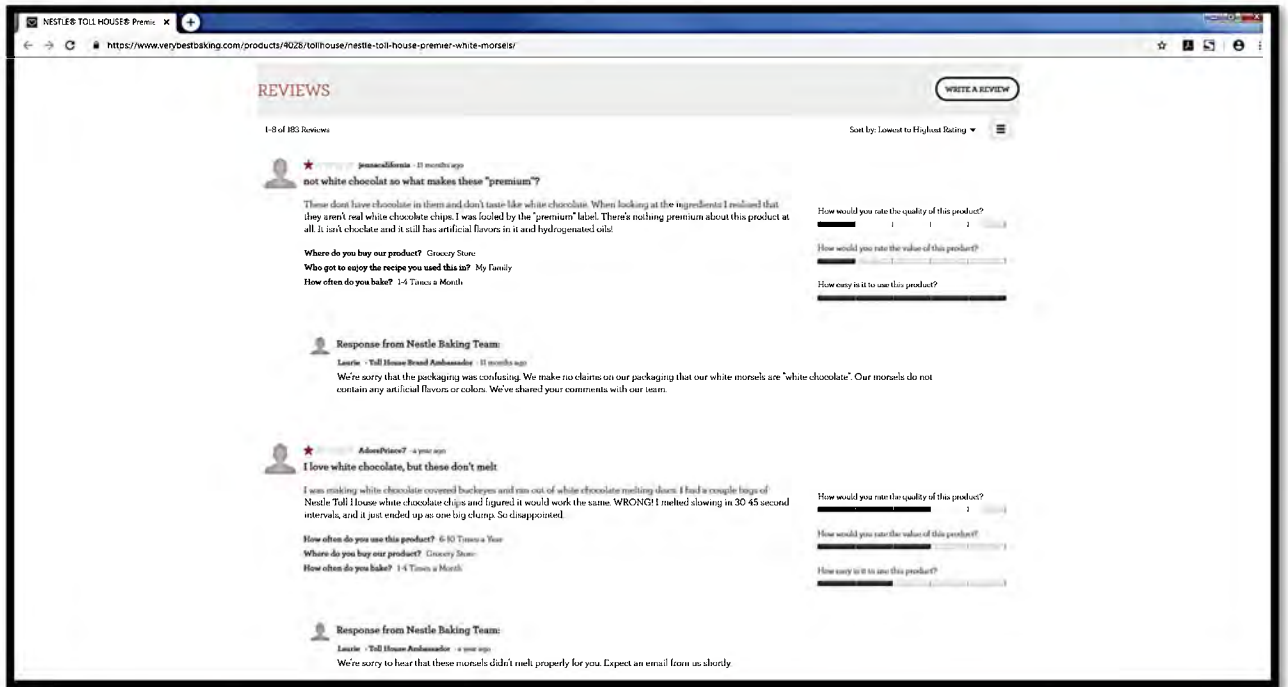 NESTLÉ® TOLL HOUSE® Premie
https://www.verybestbaking.com/products/4028/tollhouse/nestle-toll-house-premier-white-morsels/
REVIEWS
WRITE A REVIEW
1-8 of 183 Reviews
Sort by: Lowest to Highest Rating
jennacalifornia · 11 months ago
not white chocolat so what makes these "premium"?
These dont have chocolate in them and don't taste like white chocolate. When looking at the ingredients I realised that
they aren't real white chocolate chips. I was fooled by the "premium" label. There's nothing premium about this product at
all. It isn't choclate and it still has artificial flavors in it and hydrogenated oils!
Where do you buy our product? Grocery Store
Who got to enjoy the recipe you used this in? My Family
How often do you bake? 1-4 Times a Month
How would you rate the quality of this product?
How would you rate the value of this product?
How easy is it to use this product?
Response from Nestle Baking Team:
Laurie · Toll House Brand Ambassador · 11 months ago
We're sorry that the packaging was confusing. We make no claims on our packaging that our white morsels are "white chocolate". Our morsels do not
contain any artificial flavors or colors. We've shared your comments with our team.
AdorePrince7 · a year ago
I love white chocolate, but these don't melt
I was making white chocolate covered buckeyes and ran out of white chocolate melting discs. I had a couple bags of
Nestle Toll House white chocolate chips and figured it would work the same. WRONG! I melted slowing in 30 45 second
intervals, and it just ended up as one big clump. So disappointed.
How often do you use this product? 6-10 Times a Year
Where do you buy our product? Grocery Store
How often do you bake? 1-4 Times a Month
How would you rate the quality of this product?
How would you rate the value of this product?
How easy is it to use this product?
Response from Nestle Baking Team:
Laurie · Toll House Ambassador · a year ago
We're sorry to hear that these morsels didn't melt properly for you. Expect an email from us shortly.